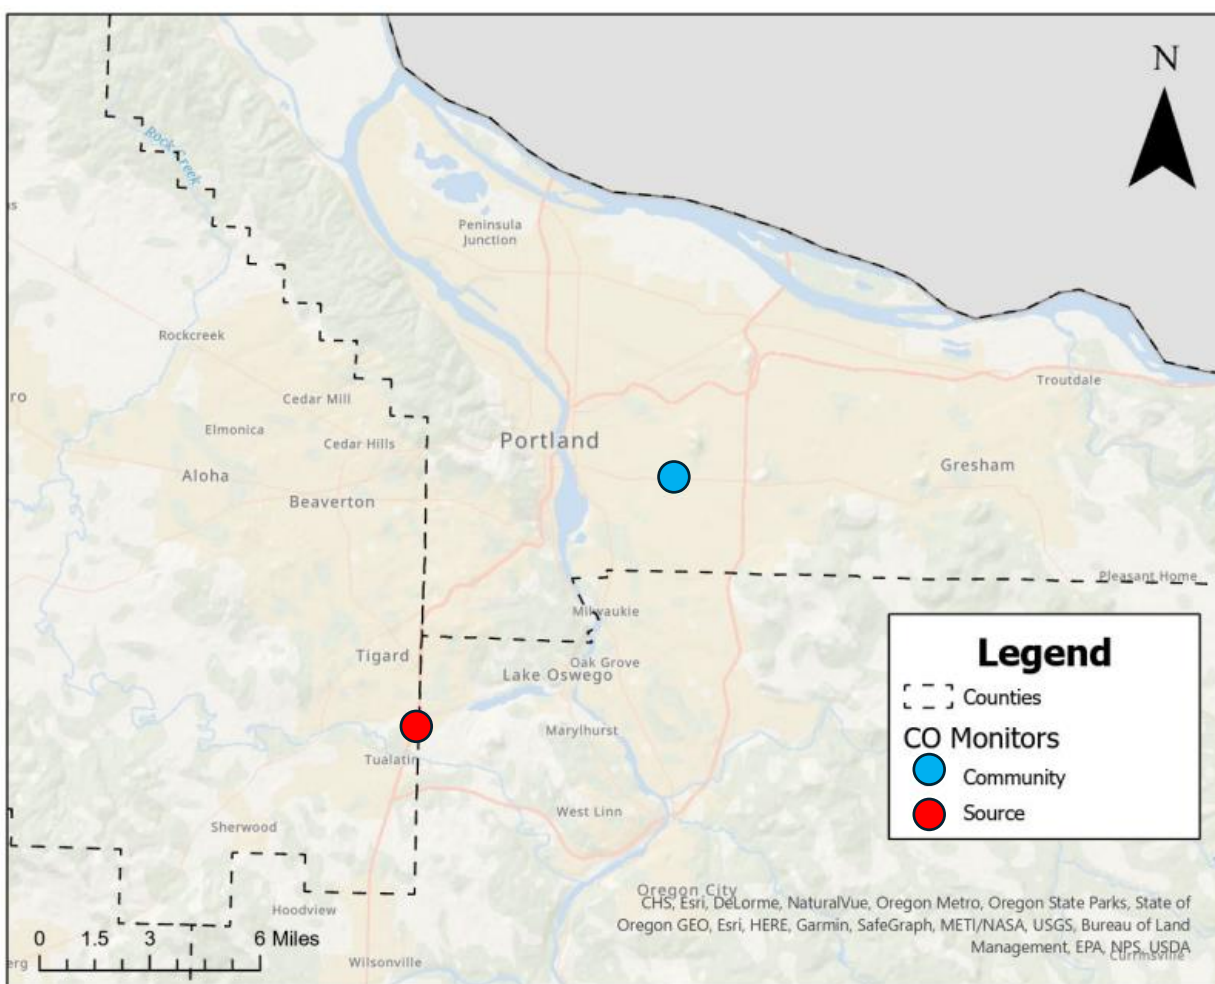 N
Rock Creek
Peninsula
Junction
Rockcreek
Troutdale
ro
Cedar Mill
Elmonica
Cedar Hills
Portland
Aloha
Gresham
Beaverton
Pleasant Home
Milwaukie
Tigard
Oak Grove
Lake Oswego
Marylhurst
Tualatin
West Linn
Sherwood
Oregon City
Hoodview
Wilsonville
erg
Legend
Counties
CO Monitors
Community
Source
0 1.5 3 6 Miles
CHS, Esri, DeLorme, NaturalVue, Oregon Metro, Oregon State Parks, State of
Oregon GEO, Esri, HERE, Garmin, SafeGraph, METI/NASA, USGS, Bureau of Land
Management, EPA, NPS, USDA
Currinsville